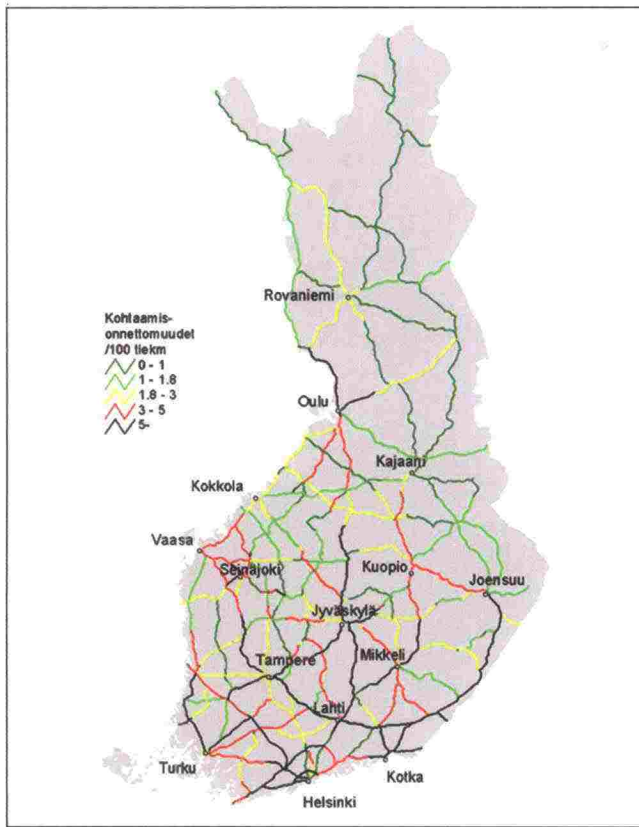 Rovaniemi
Kohtaamis-
onnettomuudet
/100 tiekm
0 - 1
1 - 1.8
1.8 - 3
3 - 5
5-
Oulu
Kajaani
Kokkola
Vaasa
Seinäjoki
Kuopio
Joensuu
Jyväskylä
Tampere
Mikkeli
Lahti
Turku
Kotka
Helsinki